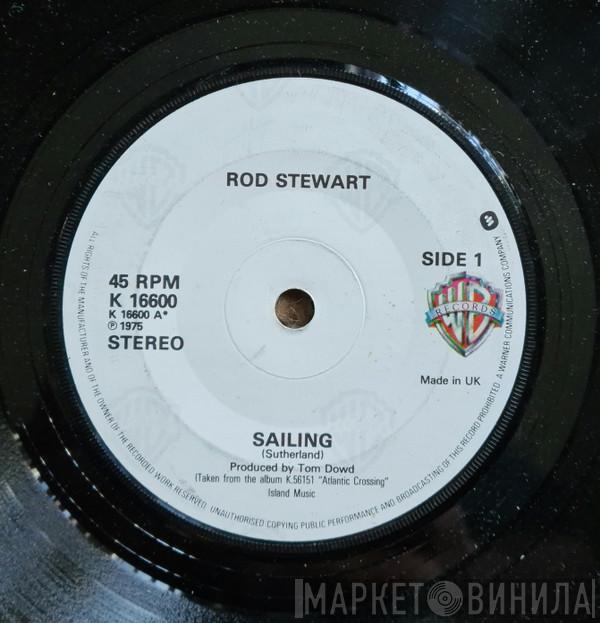 ROD STEWART
SIDE 1
45 RPM
K 16600
K 16600 A*
℗ 1975
STEREO
WB
RECORDS
Made in UK
SAILING
(Sutherland)
Produced by Tom Dowd
(Taken from the album K.56151 "Atlantic Crossing"
Island Music
ALL RIGHTS OF THE MANUFACTURER AND OF THE OWNER OF THE RECORDED WORK RESERVED. UNAUTHORISED COPYING PUBLIC PERFORMANCE AND BROADCASTING OF THIS RECORD PROHIBITED. A WARNER COMMUNICATIONS COMPANY
МАРКЕТ ВИНИЛА